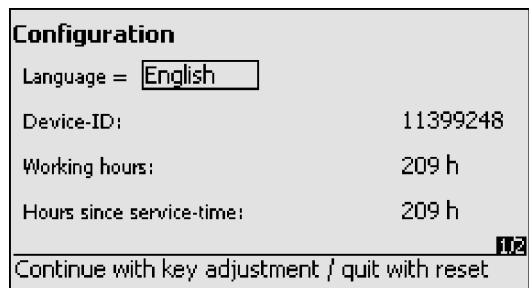 Configuration
Language = English
Device-ID: 11399248
Working hours: 209 h
Hours since service-time: 209 h
1/2
Continue with key adjustment / quit with reset